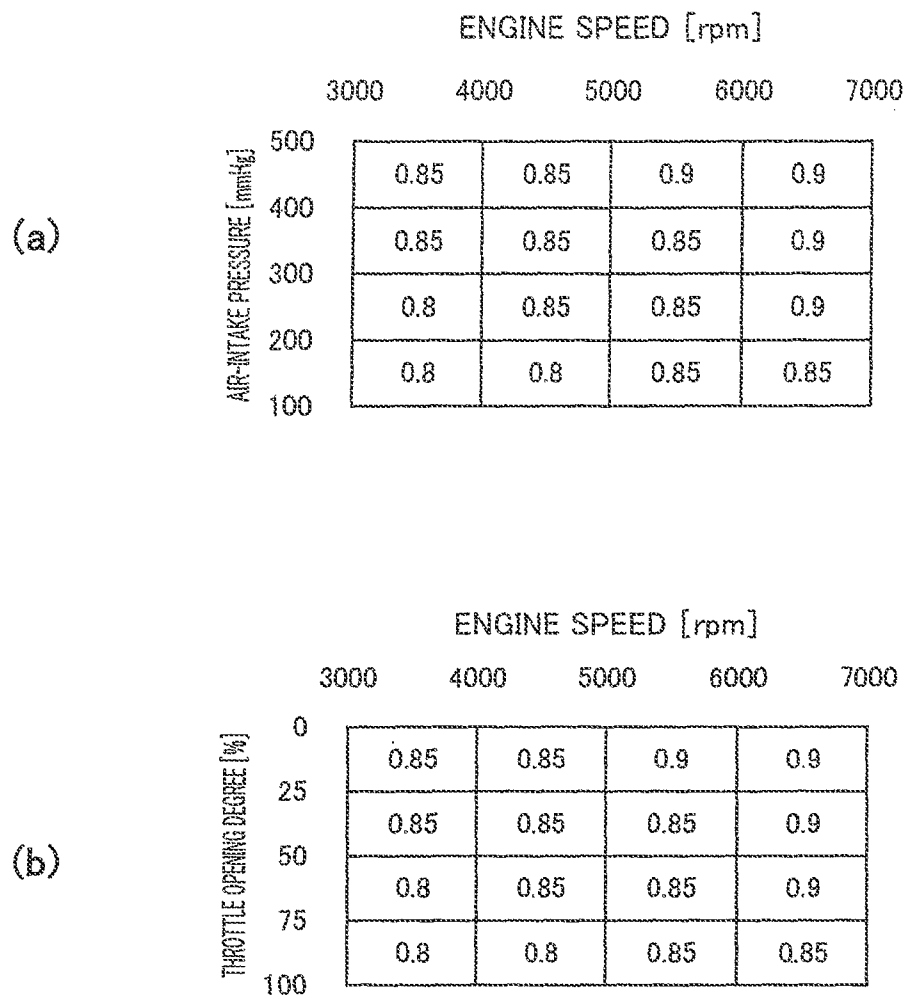 ENGINE SPEED [rpm]
3000 4000 5000 6000 7000
(a)
AIR-INTAKE PRESSURE [mmHg]
500
0.85 0.85 0.9 0.9
400
0.85 0.85 0.85 0.9
300
0.8 0.85 0.85 0.9
200
0.8 0.8 0.85 0.85
100
ENGINE SPEED [rpm]
3000 4000 5000 6000 7000
(b)
THROTTLE OPENING DEGREE [%]
0
0.85 0.85 0.9 0.9
25
0.85 0.85 0.85 0.9
50
0.8 0.85 0.85 0.9
75
0.8 0.8 0.85 0.85
100